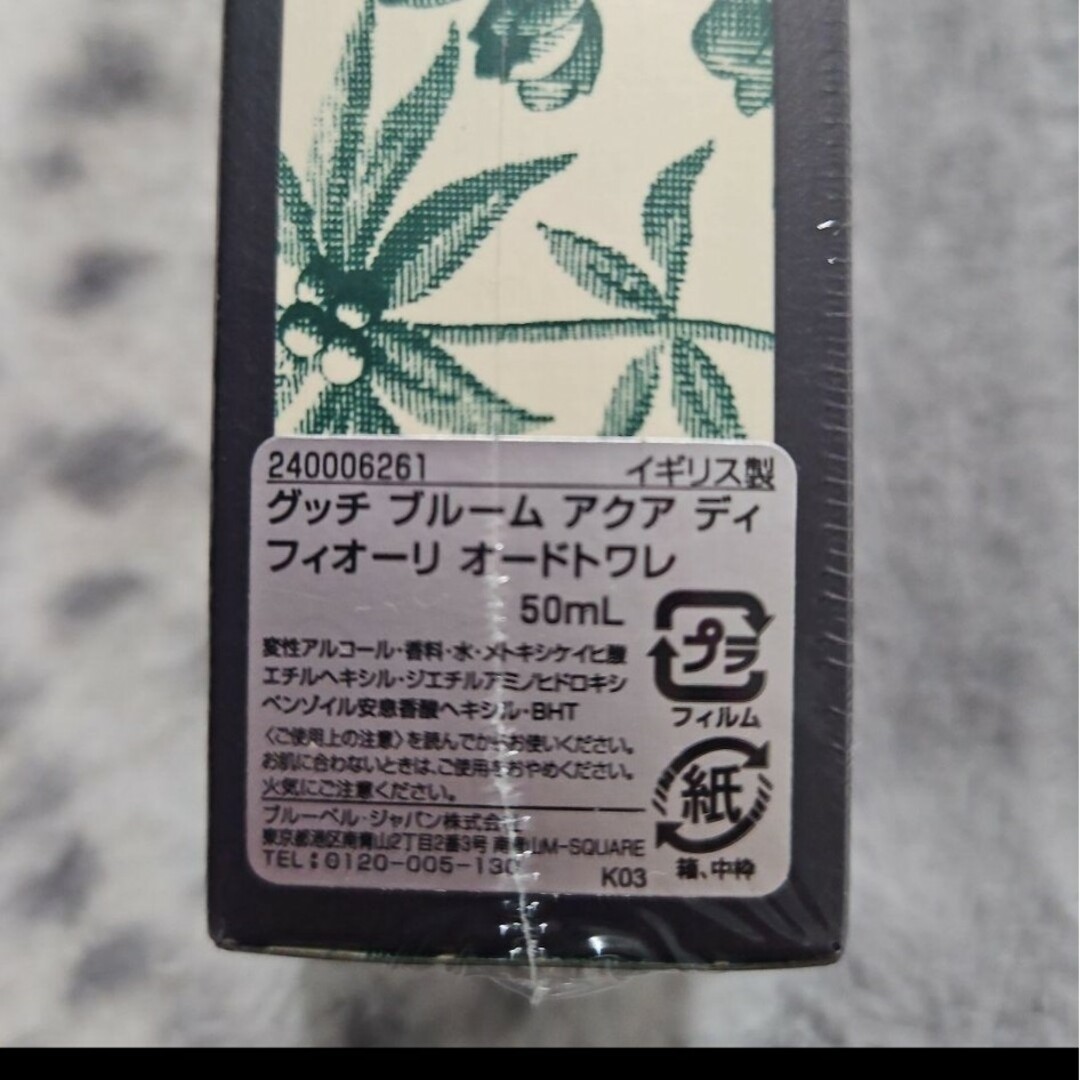 240006261 イギリス製
グッチ ブルーム アクア ディ
フィオーリ オードトワレ
50mL
変性アルコール・香料・水・メトキシケイヒ酸
エチルヘキシル・ジエチルアミノヒドロキシ
ベンゾイル安息香酸ヘキシル・BHT
〈ご使用上の注意〉を読んでからお使いください。
お肌に合わないときは、ご使用をおやめください。
火気にご注意ください。
ブルーベル・ジャパン株式会社
東京都港区南青山2丁目2番3号 M-SQUARE
TEL:0120-005-130
K03
プラ
フィルム
紙
箱、中枠